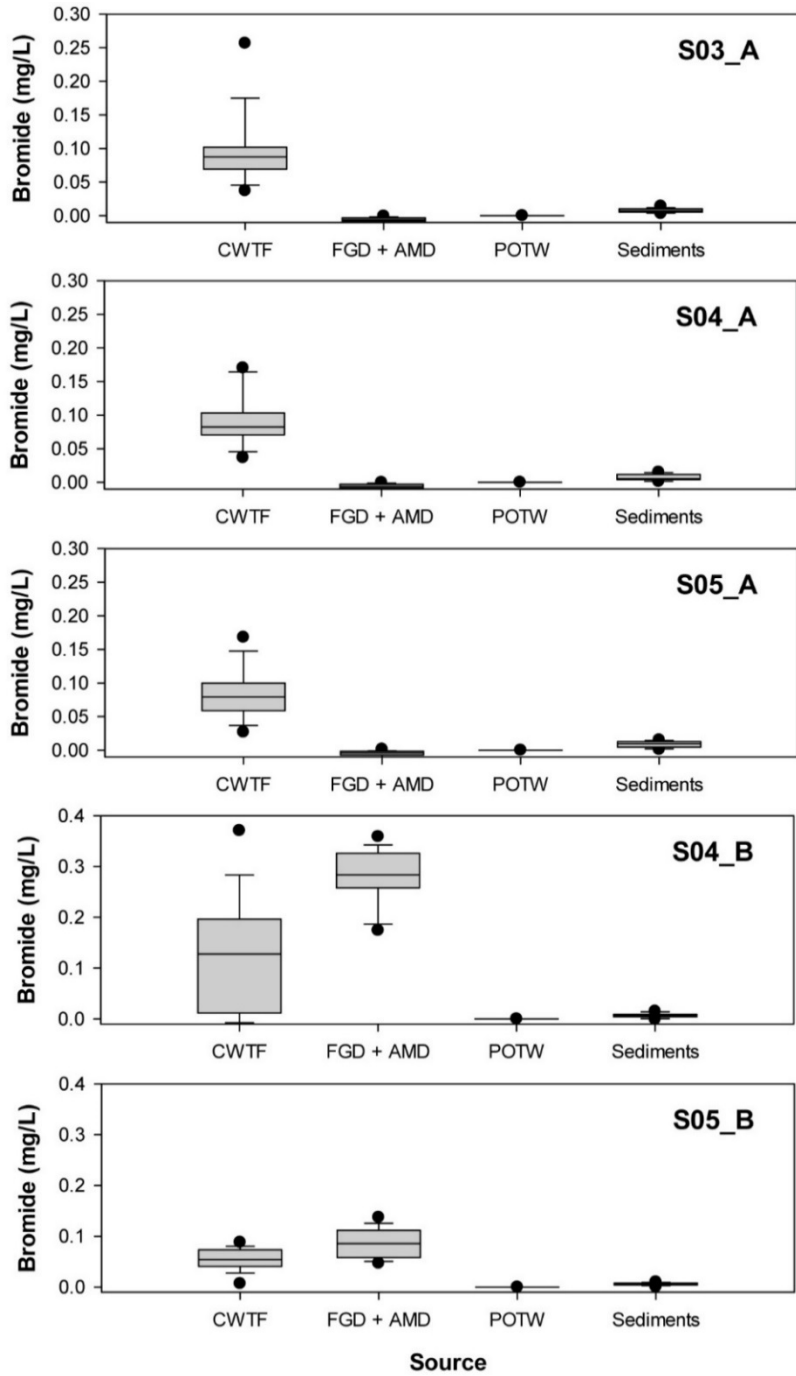 S03_A
Bromide (mg/L)
0.30
0.25
0.20
0.15
0.10
0.05
0.00
CWTF FGD + AMD POTW Sediments
S04_A
Bromide (mg/L)
0.30
0.25
0.20
0.15
0.10
0.05
0.00
CWTF FGD + AMD POTW Sediments
S05_A
Bromide (mg/L)
0.30
0.25
0.20
0.15
0.10
0.05
0.00
CWTF FGD + AMD POTW Sediments
S04_B
Bromide (mg/L)
0.4
0.3
0.2
0.1
0.0
CWTF FGD + AMD POTW Sediments
S05_B
Bromide (mg/L)
0.4
0.3
0.2
0.1
0.0
CWTF FGD + AMD POTW Sediments
Source